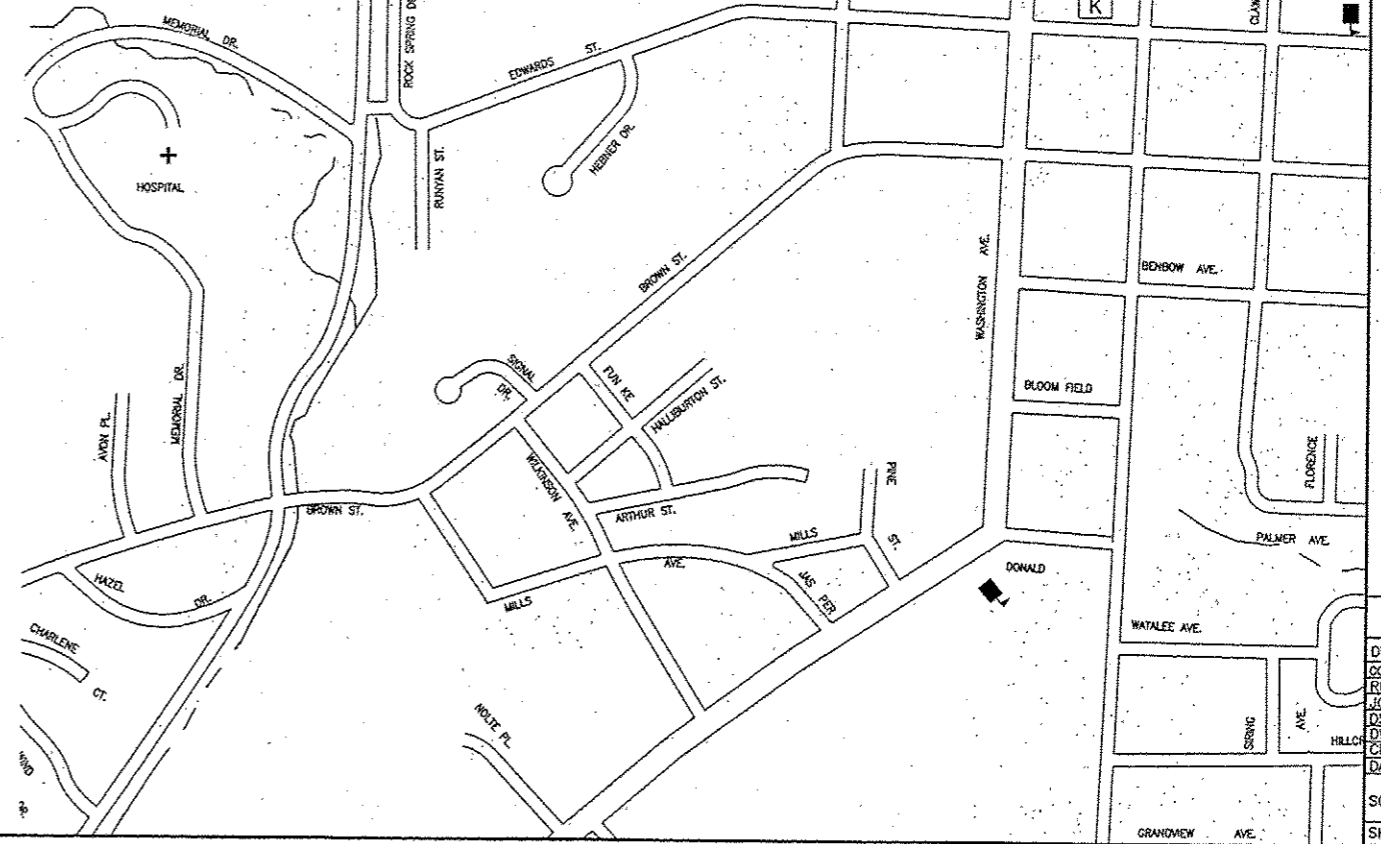 MEMORIAL DR.
ROCK SPRING
K
EDWARDS ST.
HEBNER DR.
RUNYAN ST.
HOSPITAL
WASHINGTON AVE.
BROWN ST.
BENBOW AVE.
SIGNAL DR.
FUN KE
HALLIBURTON ST.
BLOOM FIELD
AVON PL.
MEMORIAL DR.
WILKINSON AVE.
FLORENCE
PINE ST.
BROWN ST.
ARTHUR ST.
MILLS AVE.
MILLS
JAS PER
PALMER AVE.
DONALD
HAZEL DR.
WATALEE AVE.
CHARLENE CT.
NOLTE PL.
WIND
AVE.
GRANDVIEW AVE.